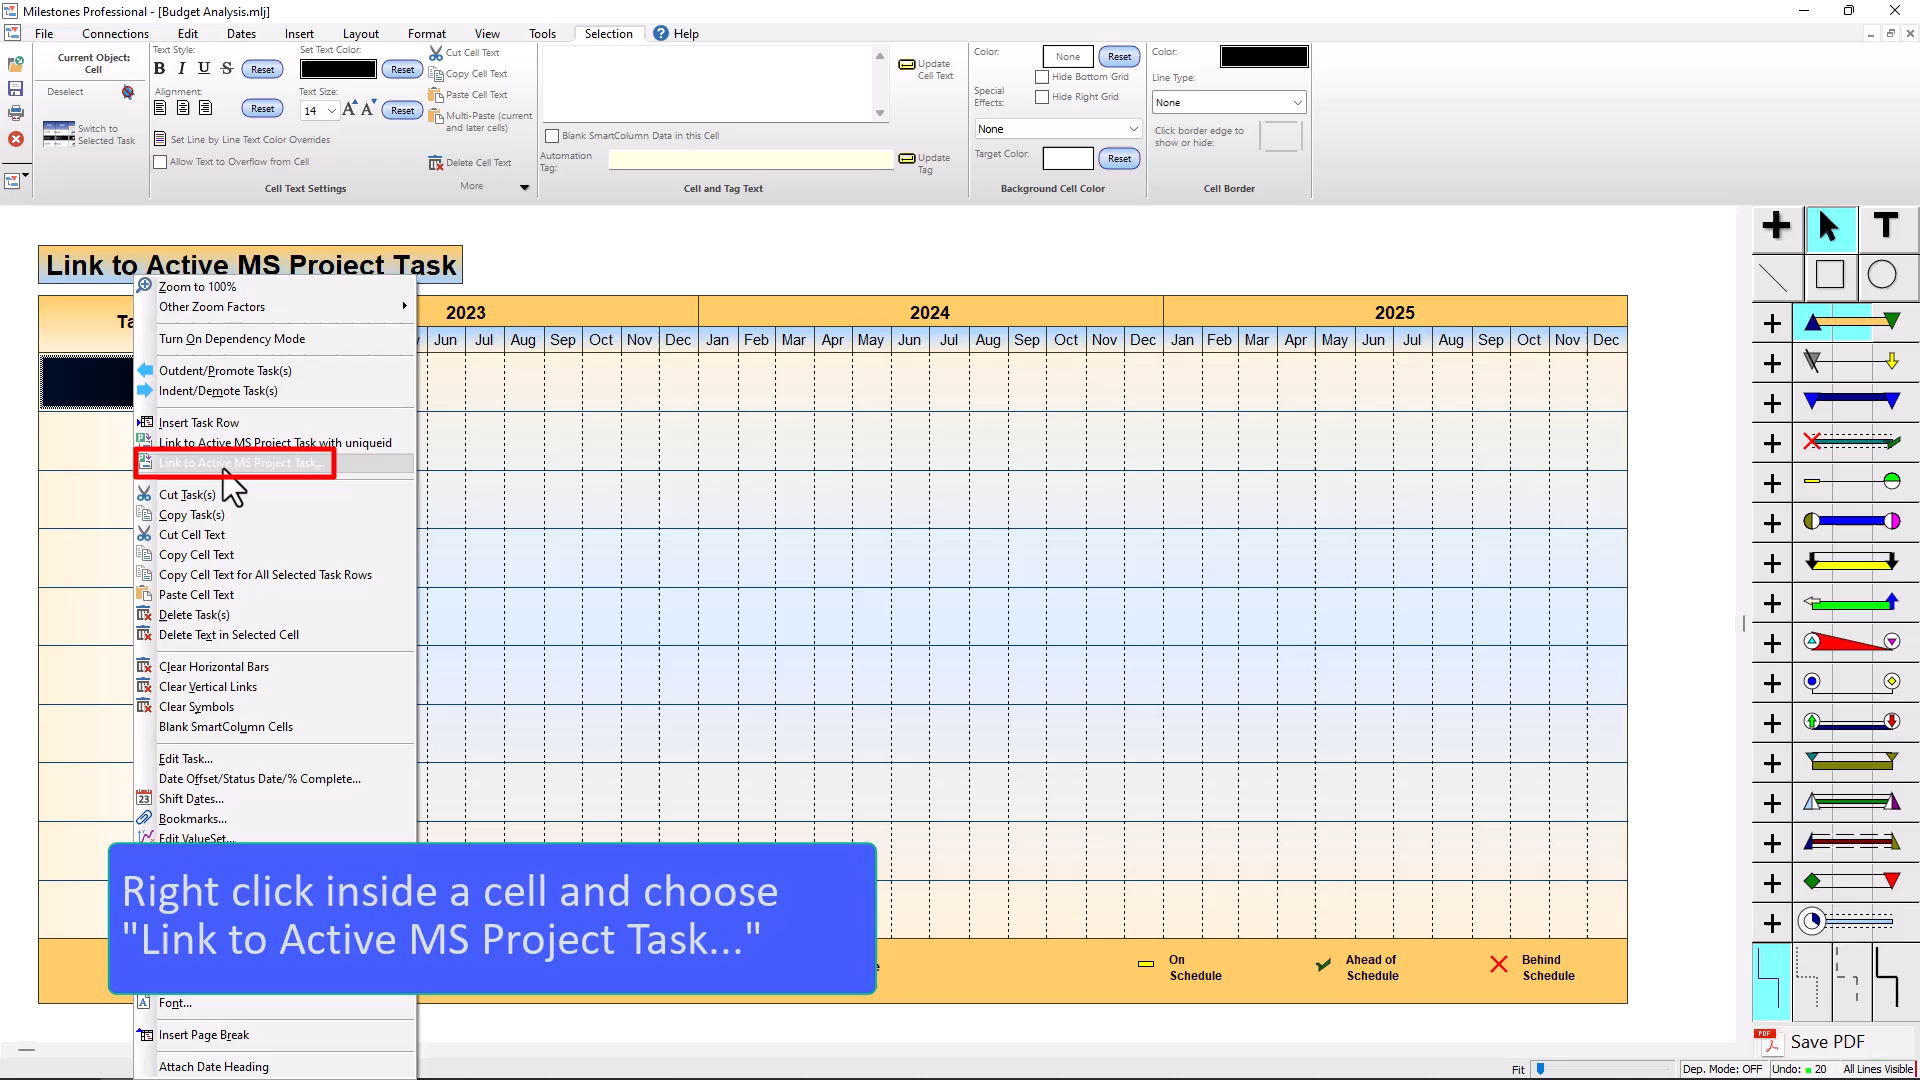 Milestones Professional - [Budget Analysis.mlj]
File Connections Edit Dates Insert Layout Format View Tools Selection Help
Current Object:
Cell
Deselect
Switch to
Selected Task
Text Style:
B I U S Reset
Set Text Color:
Reset
Alignment:
Reset
Text Size:
14 A A Reset
Set Line by Line Text Color Overrides
Allow Text to Overflow from Cell
Cell Text Settings
Cut Cell Text
Copy Cell Text
Paste Cell Text
Multi-Paste (current
and later cells)
Delete Cell Text
More
Update
Cell Text
Blank SmartColumn Data in this Cell
Automation
Tag:
Update
Tag
Cell and Tag Text
Color:
None Reset
Hide Bottom Grid
Special
Effects:
Hide Right Grid
None
Target Color:
Reset
Background Cell Color
Color:
Line Type:
None
Click border edge to
show or hide:
Cell Border
Link to Active MS Project Task
2023 2024 2025
Jun Jul Aug Sep Oct Nov Dec Jan Feb Mar Apr May Jun Jul Aug Sep Oct Nov Dec Jan Feb Mar Apr May Jun Jul Aug Sep Oct Nov Dec
Zoom to 100%
Other Zoom Factors
Turn On Dependency Mode
Outdent/Promote Task(s)
Indent/Demote Task(s)
Insert Task Row
Link to Active MS Project Task with uniqueid
Link to Active MS Project Task...
Cut Task(s)
Copy Task(s)
Cut Cell Text
Copy Cell Text
Copy Cell Text for All Selected Task Rows
Paste Cell Text
Delete Task(s)
Delete Text in Selected Cell
Clear Horizontal Bars
Clear Vertical Links
Clear Symbols
Blank SmartColumn Cells
Edit Task...
Date Offset/Status Date/% Complete...
23 Shift Dates...
Bookmarks...
Edit ValueSet...
Right click inside a cell and choose
"Link to Active MS Project Task..."
Font...
Insert Page Break
Attach Date Heading
On
Schedule
Ahead of
Schedule
Behind
Schedule
T
PDF
Save PDF
Fit
Dep. Mode: OFF Undo: 20 All Lines Visible